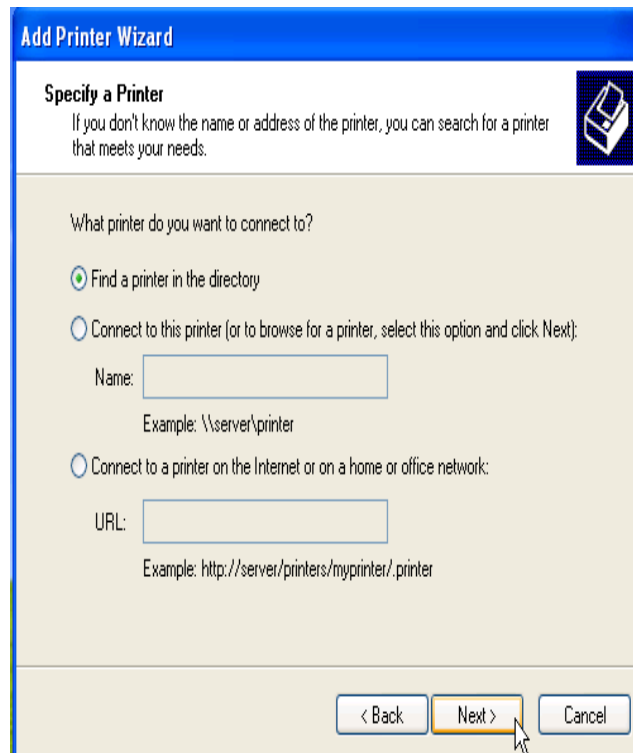 Add Printer Wizard
Specify a Printer
If you don't know the name or address of the printer, you can search for a printer
that meets your needs.
What printer do you want to connect to?
Find a printer in the directory
Connect to this printer (or to browse for a printer, select this option and click Next):
Name:
Example: \\server\printer
Connect to a printer on the Internet or on a home or office network:
URL:
Example: http://server/printers/myprinter/.printer
< Back Next > Cancel